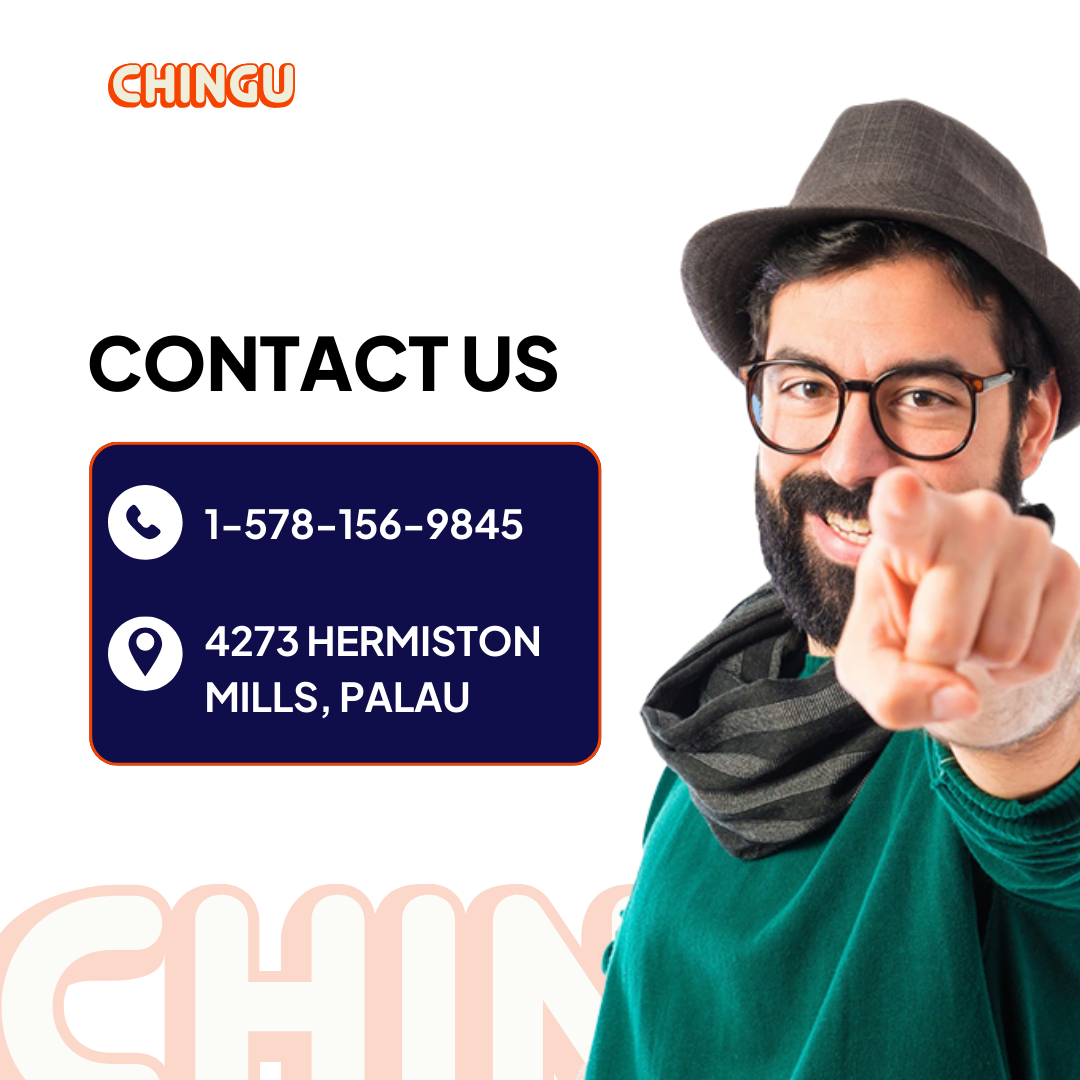 CHINGU
CONTACT US
1-578-156-9845
4273 HERMISTON
MILLS, PALAU
CHIN